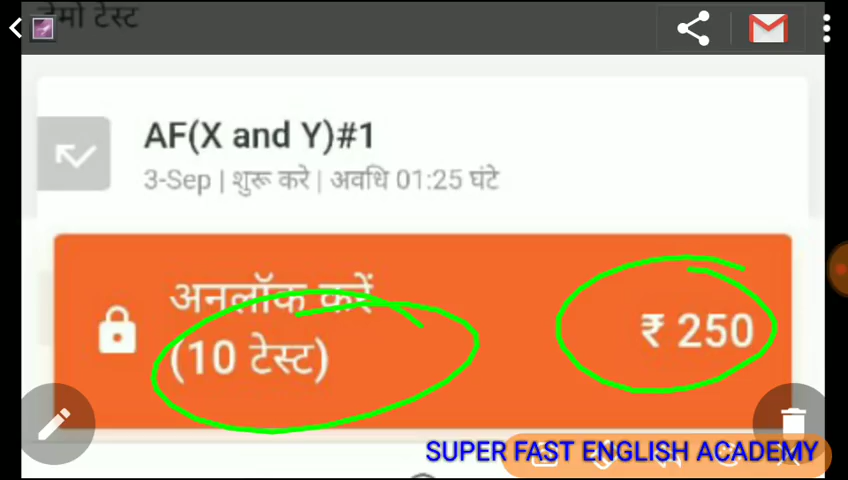 डेमो टेस्ट
AF(X and Y)#1
3-Sep | शुरू करे | अवधि 01:25 घंटे
अनलॉक करें
(10 टेस्ट)
₹ 250
SUPER FAST ENGLISH ACADEMY